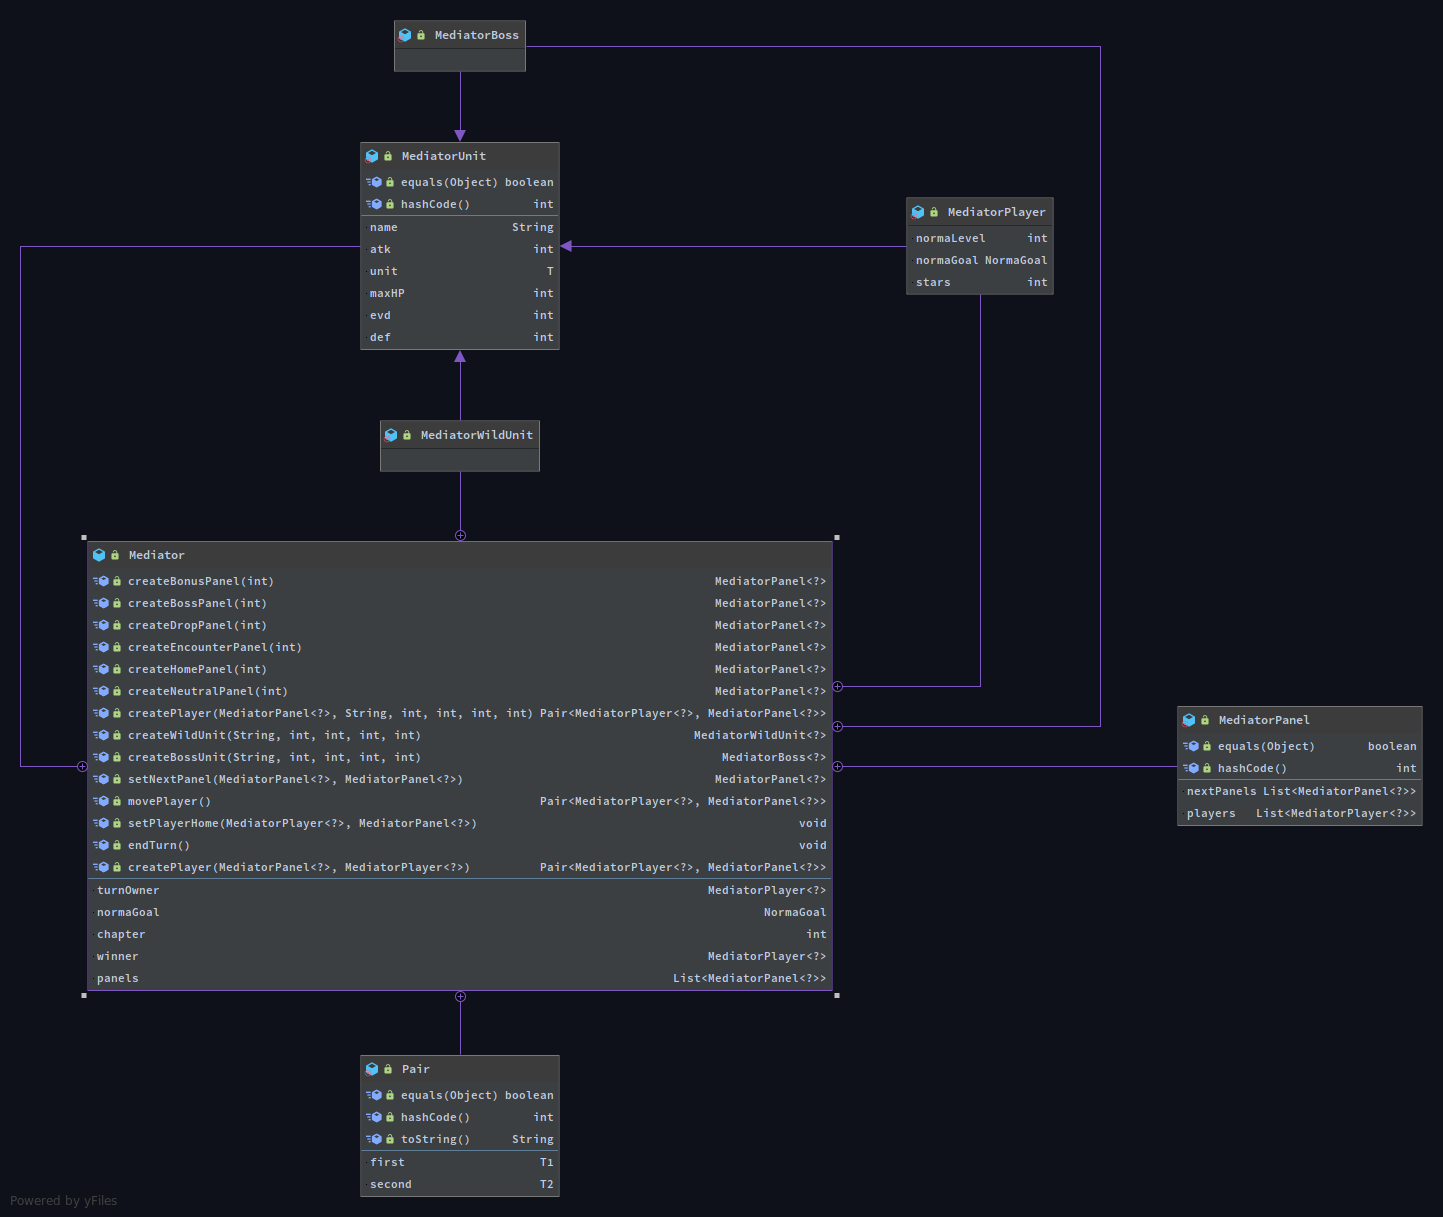 MediatorBoss
MediatorUnit
equals(Object) boolean
hashCode() int
name String
atk int
unit T
maxHP int
evd int
def int
MediatorPlayer
normaLevel int
normaGoal NormaGoal
stars int
MediatorWildUnit
Mediator
createBonusPanel(int) MediatorPanel<?>
createBossPanel(int) MediatorPanel<?>
createDropPanel(int) MediatorPanel<?>
createEncounterPanel(int) MediatorPanel<?>
createHomePanel(int) MediatorPanel<?>
createNeutralPanel(int) MediatorPanel<?>
createPlayer(MediatorPanel<?>, String, int, int, int, int) Pair<MediatorPlayer<?>, MediatorPanel<?>>
createWildUnit(String, int, int, int, int) MediatorWildUnit<?>
createBossUnit(String, int, int, int, int) MediatorBoss<?>
setNextPanel(MediatorPanel<?>, MediatorPanel<?>) MediatorPanel<?>
movePlayer() Pair<MediatorPlayer<?>, MediatorPanel<?>>
setPlayerHome(MediatorPlayer<?>, MediatorPanel<?>) void
endTurn() void
createPlayer(MediatorPanel<?>, MediatorPlayer<?>) Pair<MediatorPlayer<?>, MediatorPanel<?>>
turnOwner MediatorPlayer<?>
normaGoal NormaGoal
chapter int
winner MediatorPlayer<?>
panels List<MediatorPanel<?>>
MediatorPanel
equals(Object) boolean
hashCode() int
nextPanels List<MediatorPanel<?>>
players List<MediatorPlayer<?>>
Pair
equals(Object) boolean
hashCode() int
toString() String
first T1
second T2
Powered by yFiles